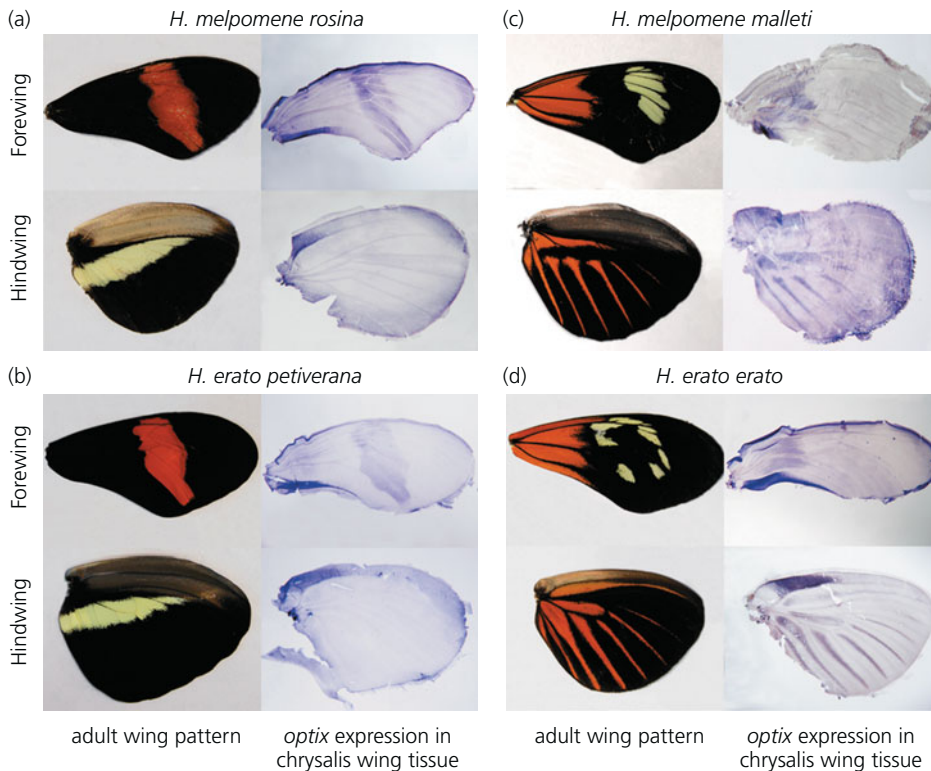 (a) H. melpomene rosina
Forewing
Hindwing
(c) H. melpomene malleti
Forewing
Hindwing
(b) H. erato petiverana
Forewing
Hindwing
(d) H. erato erato
Forewing
Hindwing
adult wing pattern
optix expression in
chrysalis wing tissue
adult wing pattern
optix expression in
chrysalis wing tissue